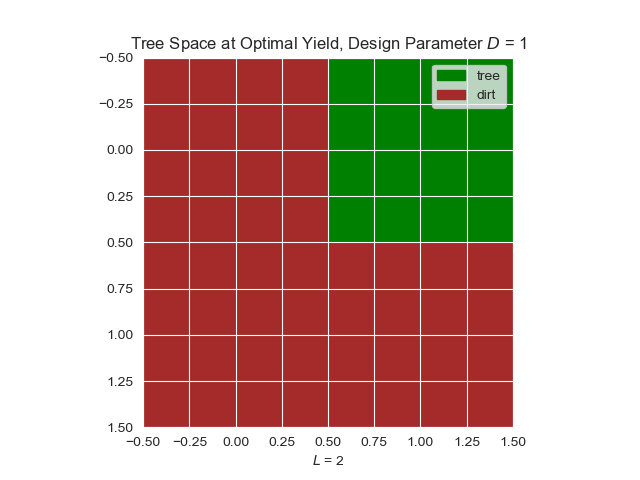 Tree Space at Optimal Yield, Design Parameter D = 1
−0.50
−0.25
0.00
0.25
0.50
0.75
1.00
1.25
1.50
tree
dirt
−0.50 −0.25 0.00 0.25 0.50 0.75 1.00 1.25 1.50
L = 2